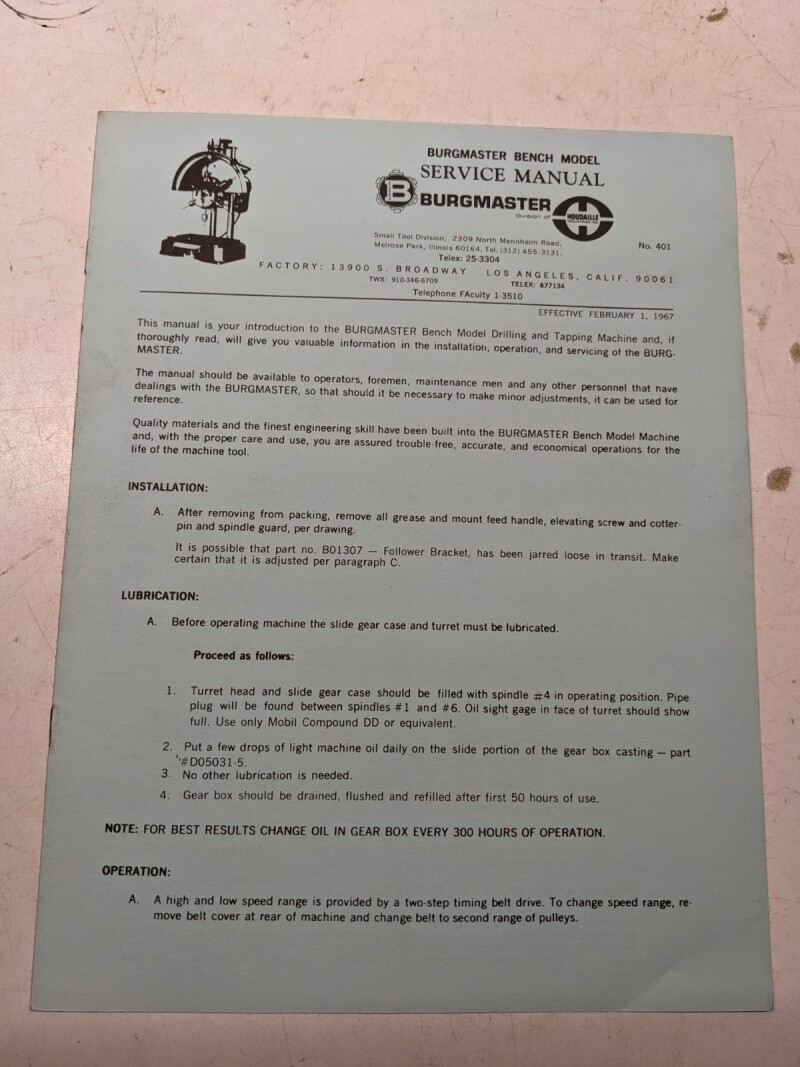 BURGMASTER BENCH MODEL
SERVICE MANUAL
B BURGMASTER
division of HOUDAILLE INDUSTRIES INC
Small Tool Division, 2309 North Mannheim Road,
Melrose Park, Illinois 60164. Tel. (312) 455-3131.
No. 401
Telex: 25-3304
FACTORY: 13900 S. BROADWAY LOS ANGELES, CALIF. 90061
TWX: 910-346-6709 TELEX: 677134
Telephone FAculty 1-3510
EFFECTIVE FEBRUARY 1, 1967
This manual is your introduction to the BURGMASTER Bench Model Drilling and Tapping Machine and, if
thoroughly read, will give you valuable information in the installation, operation, and servicing of the BURG-
MASTER.
The manual should be available to operators, foremen, maintenance men and any other personnel that have
dealings with the BURGMASTER, so that should it be necessary to make minor adjustments, it can be used for
reference.
Quality materials and the finest engineering skill have been built into the BURGMASTER Bench Model Machine
and, with the proper care and use, you are assured trouble-free, accurate, and economical operations for the
life of the machine tool.
INSTALLATION:
A. After removing from packing, remove all grease and mount feed handle, elevating screw and cotter-
pin and spindle guard, per drawing.
It is possible that part no. B01307 — Follower Bracket, has been jarred loose in transit. Make
certain that it is adjusted per paragraph C.
LUBRICATION:
A. Before operating machine the slide gear case and turret must be lubricated.
Proceed as follows:
1. Turret head and slide gear case should be filled with spindle #4 in operating position. Pipe
plug will be found between spindles #1 and #6. Oil sight gage in face of turret should show
full. Use only Mobil Compound DD or equivalent.
2. Put a few drops of light machine oil daily on the slide portion of the gear box casting — part
#D05031-5.
3. No other lubrication is needed.
4. Gear box should be drained, flushed and refilled after first 50 hours of use.
NOTE: FOR BEST RESULTS CHANGE OIL IN GEAR BOX EVERY 300 HOURS OF OPERATION.
OPERATION:
A. A high and low speed range is provided by a two-step timing belt drive. To change speed range, re-
move belt cover at rear of machine and change belt to second range of pulleys.